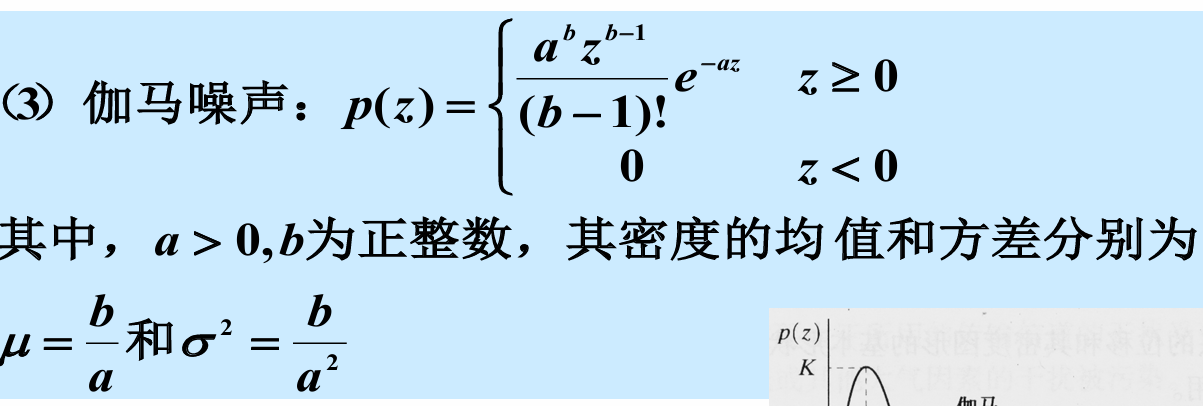 (3) 伽马噪声：p(z) = { a^b z^{b-1} / (b-1)! e^{-az} z ≥ 0
0 z < 0
其中，a > 0,b为正整数，其密度的均值和方差分别为
μ = b/a 和 σ² = b/a²
p(z)
K
伽马